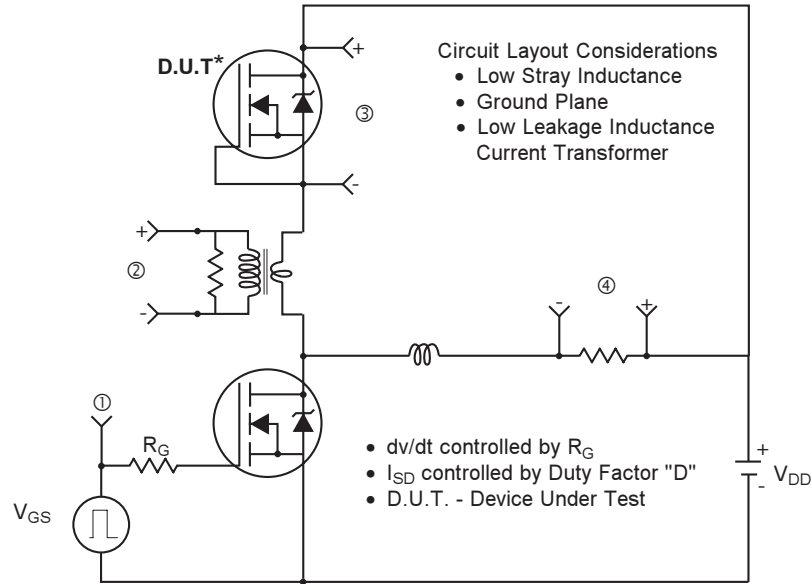 D.U.T*
+
③
-
Circuit Layout Considerations
• Low Stray Inductance
• Ground Plane
• Low Leakage Inductance
Current Transformer
+
②
-
④
- +
①
R_G
V_GS
• dv/dt controlled by R_G
• I_SD controlled by Duty Factor "D"
• D.U.T. - Device Under Test
+
V_DD
-